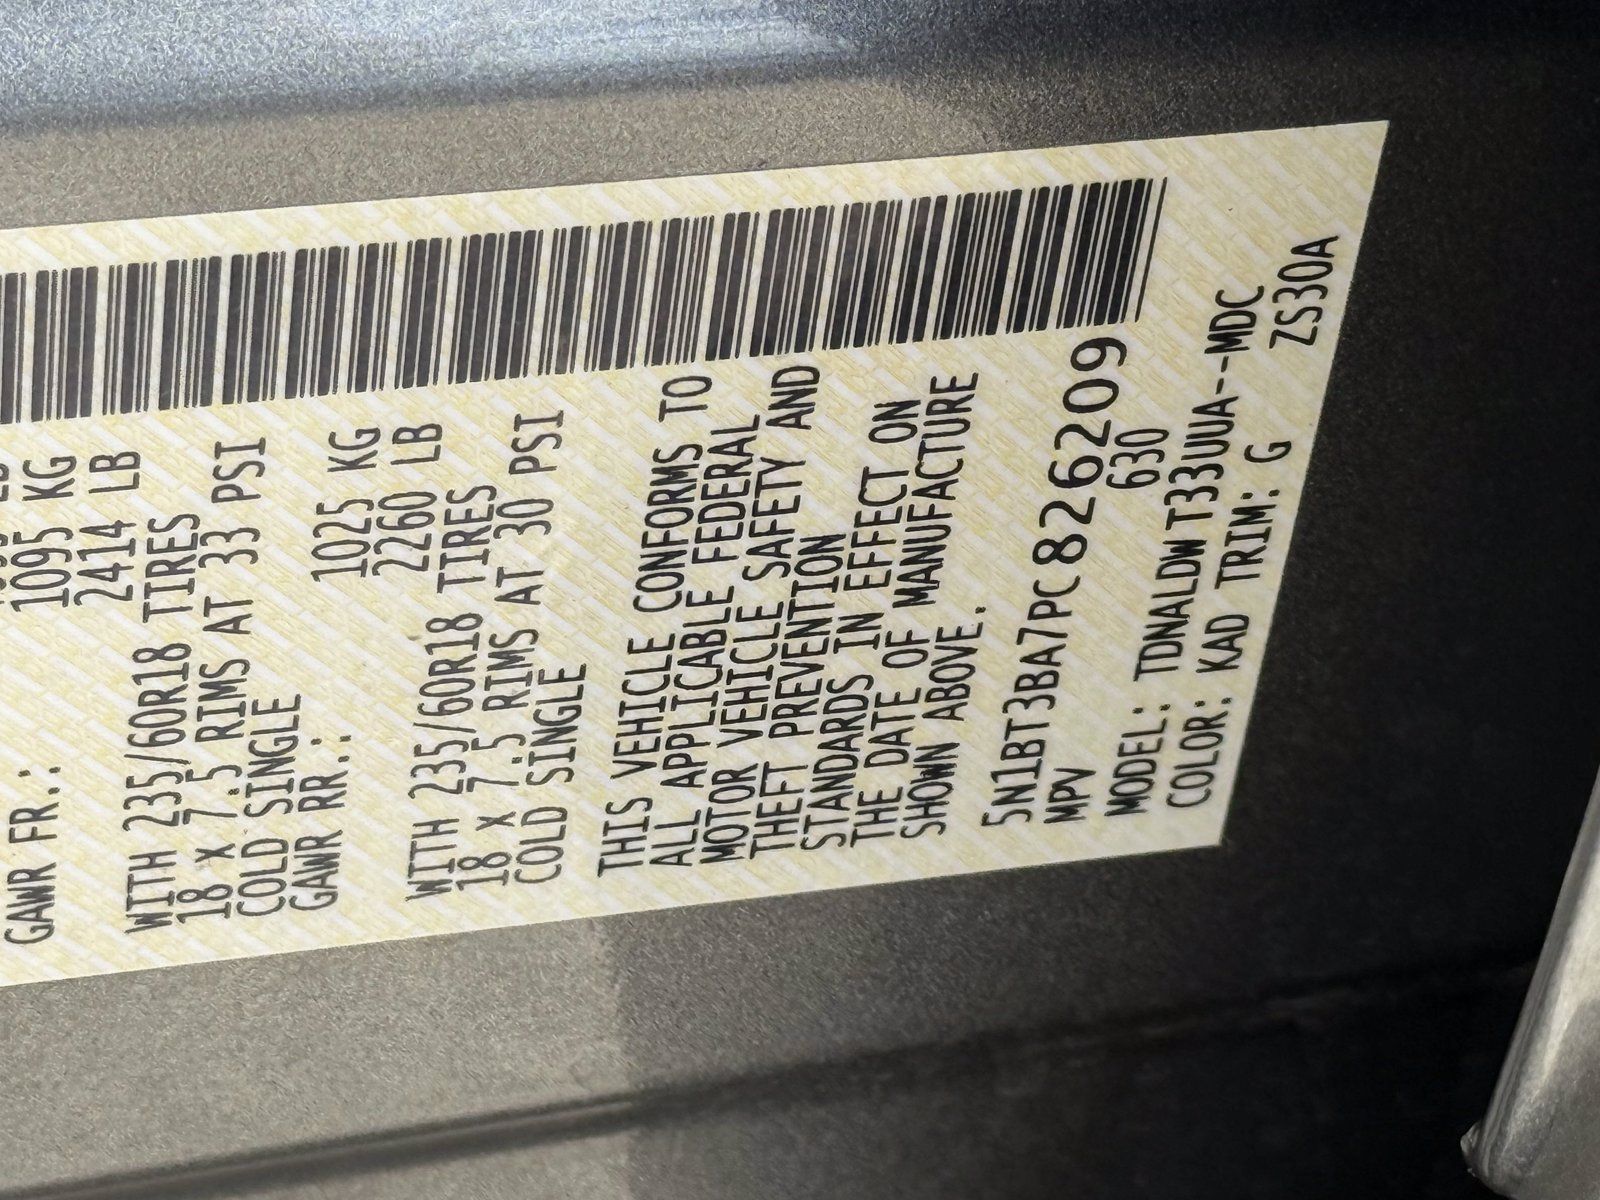 GAWR FR.:
1095 KG
2414 LB
WITH 235/60R18 TIRES
18 X 7.5 RIMS AT 33 PSI
COLD SINGLE
GAWR RR.:
1025 KG
2260 LB
WITH 235/60R18 TIRES
18 X 7.5 RIMS AT 30 PSI
COLD SINGLE
THIS VEHICLE CONFORMS TO
ALL APPLICABLE FEDERAL
MOTOR VEHICLE SAFETY AND
THEFT PREVENTION
STANDARDS IN EFFECT ON
THE DATE OF MANUFACTURE
SHOWN ABOVE.
5N1BT3BA7PC826209
MPV 630
MODEL: TDNALDWT33UUA--MDC
COLOR: KAD TRIM: G ZS30A